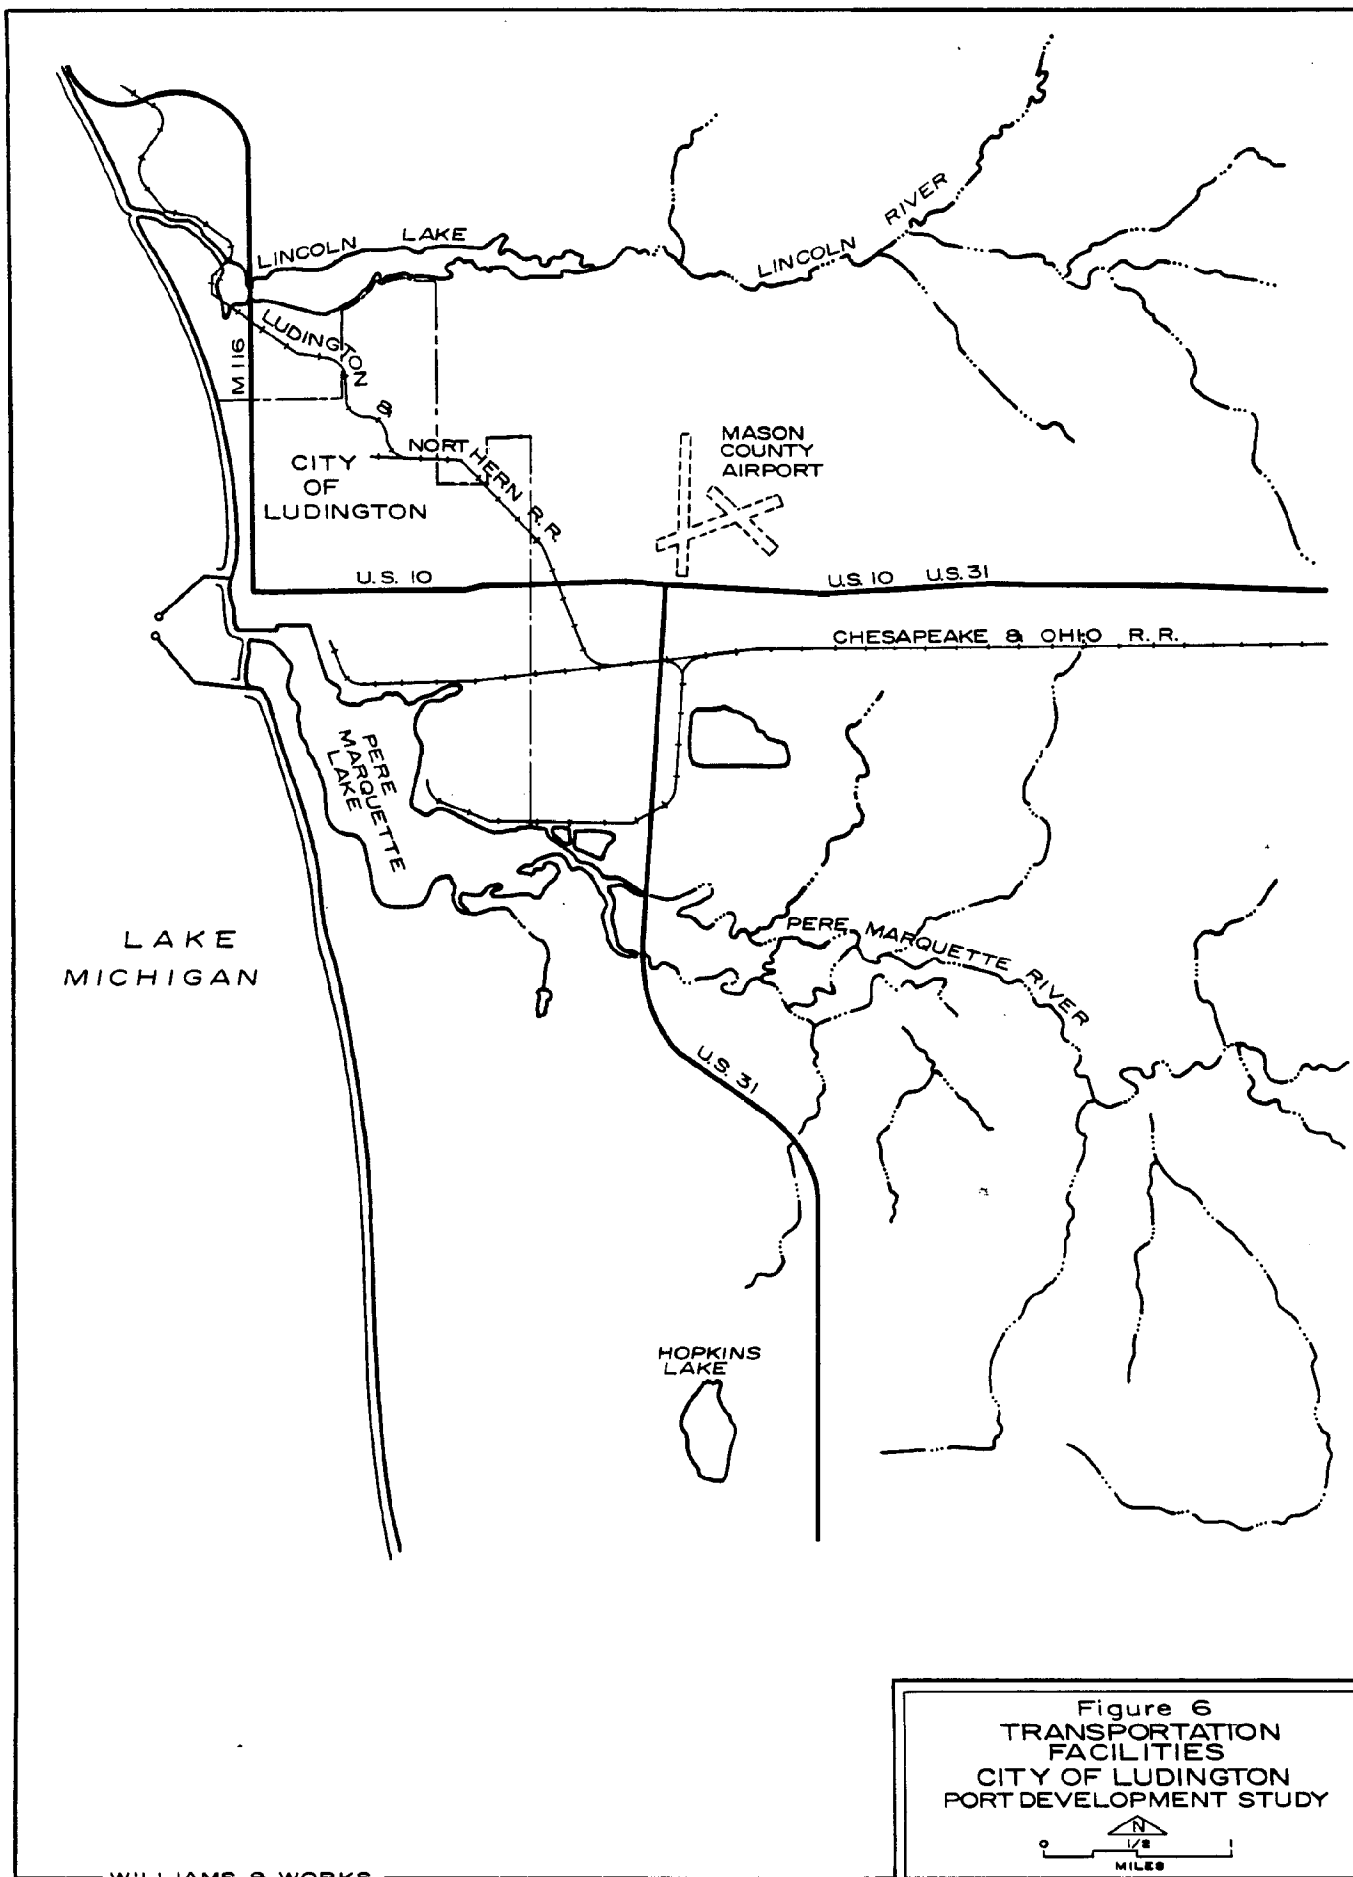 LINCOLN LAKE
LINCOLN RIVER
LUDINGTON & NORTHERN R.R.
M 116
CITY
OF
LUDINGTON
MASON
COUNTY
AIRPORT
U.S. 10
U.S. 10 U.S. 31
CHESAPEAKE & OHIO R.R.
PERE
MARQUETTE
LAKE
PERE MARQUETTE RIVER
LAKE
MICHIGAN
U.S. 31
HOPKINS
LAKE
Figure 6
TRANSPORTATION
FACILITIES
CITY OF LUDINGTON
PORT DEVELOPMENT STUDY
N
0 1/2 1
MILES
WILLIAMS & WORKS